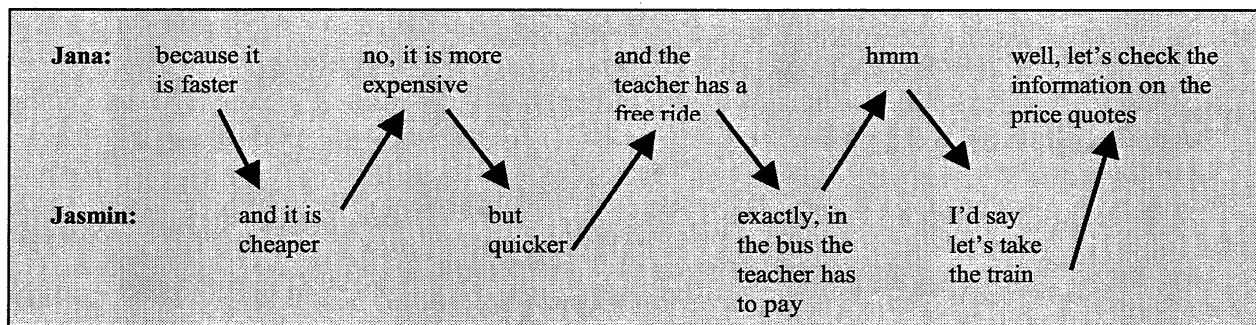 Jana: because it
is faster
no, it is more
expensive
and the
teacher has a
free ride
hmm
well, let's check the
information on the
price quotes
Jasmin: and it is
cheaper
but
quicker
exactly, in
the bus the
teacher has
to pay
I'd say
let's take
the train